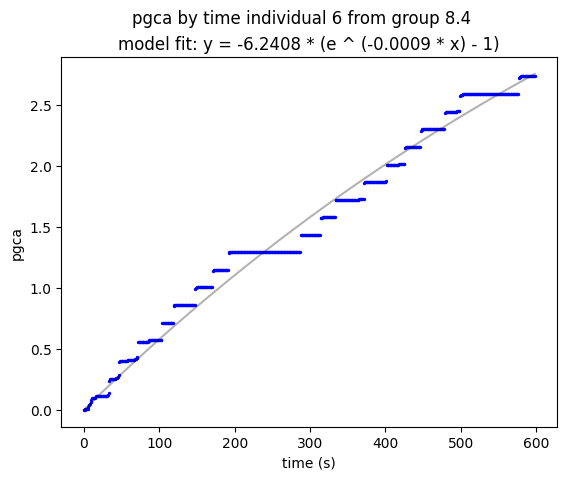 pgca by time individual 6 from group 8.4
model fit: y = -6.2408 * (e ^ (-0.0009 * x) - 1)
2.5
2.0
1.5
1.0
0.5
0.0
pgca
0 100 200 300 400 500 600
time (s)